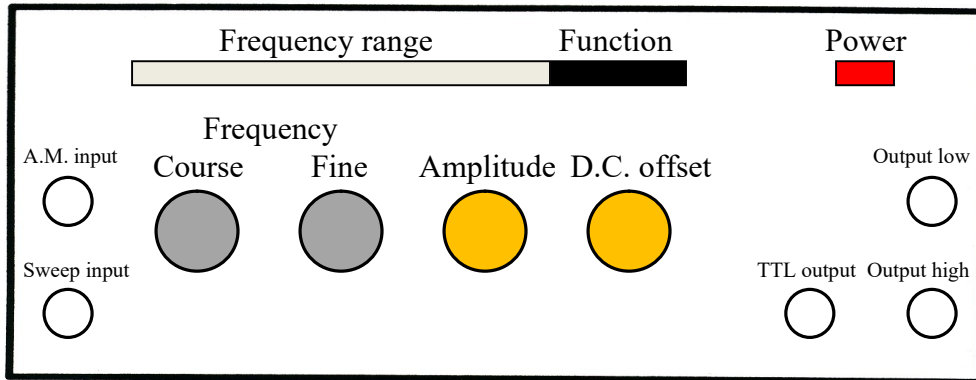 Frequency range Function Power
Frequency
A.M. input Course Fine Amplitude D.C. offset Output low
Sweep input TTL output Output high